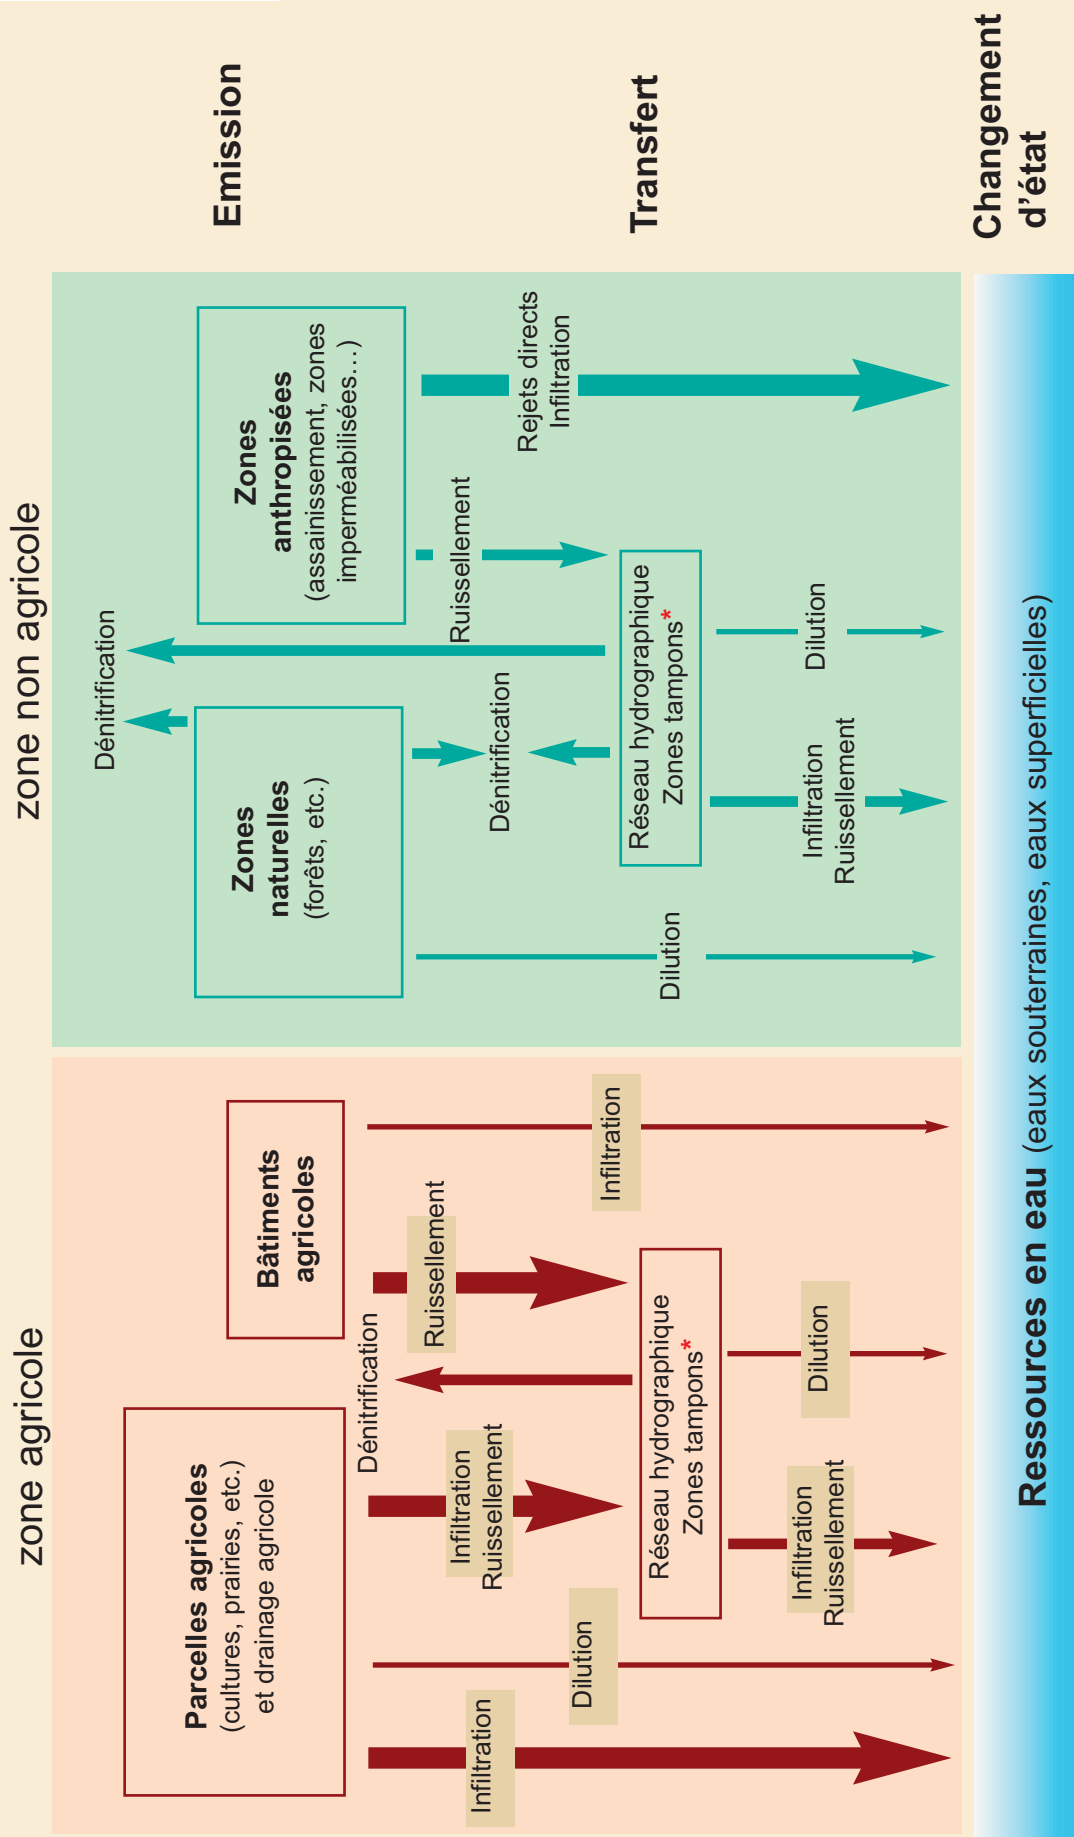 zone agricole
zone non agricole
Parcelles agricoles
(cultures, prairies, etc.)
et drainage agricole
Bâtiments
agricoles
Dénitrification
Infiltration
Dilution
Infiltration
Ruissellement
Ruissellement
Infiltration
Réseau hydrographique
Zones tampons*
Infiltration
Ruissellement
Dilution
Dénitrification
Zones
naturelles
(forêts, etc.)
Zones
anthropisées
(assainissement, zones
imperméabilisées…)
Dilution
Dénitrification
Ruissellement
Rejets directs
Infiltration
Réseau hydrographique
Zones tampons*
Infiltration
Ruissellement
Dilution
Emission
Transfert
Changement
d'état
Ressources en eau (eaux souterraines, eaux superficielles)